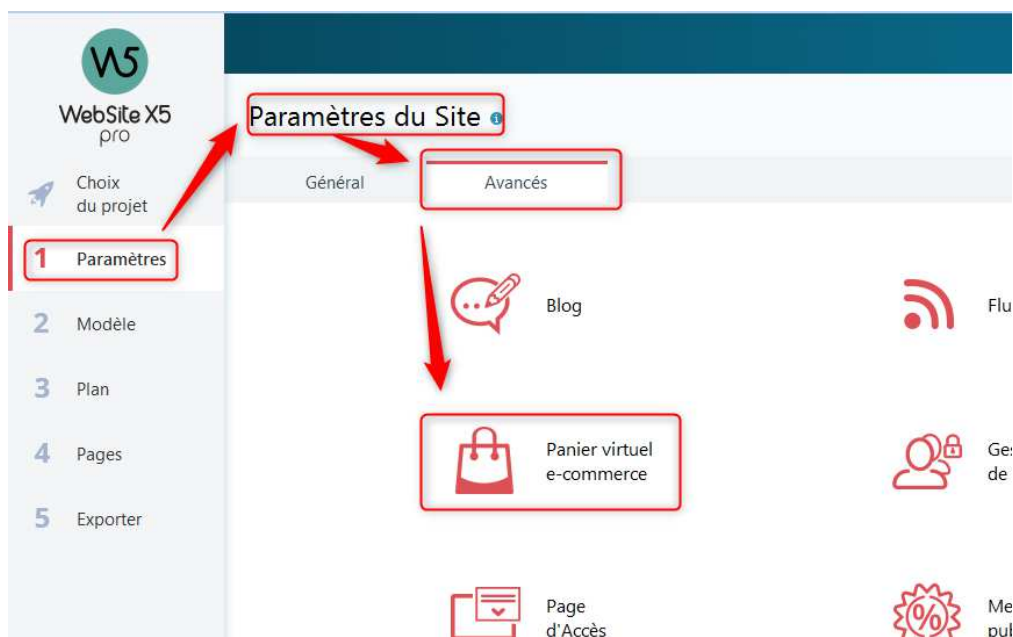 W5
WebSite X5
pro
Paramètres du Site
Choix
du projet
Général
Avancés
1 Paramètres
Blog
2 Modèle
3 Plan
Panier virtuel
e-commerce
de
4 Pages
5 Exporter
Page
d'Accès